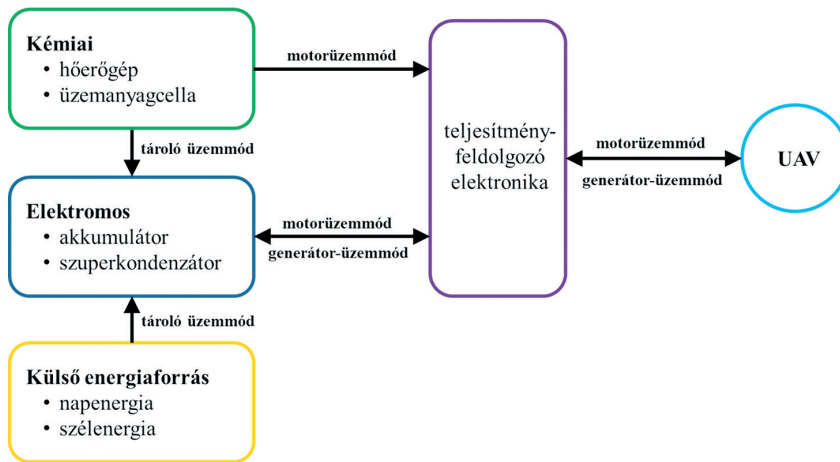 Kémiai
• hőerőgép
• üzemanyagcella
motorüzemmód
tároló üzemmód
Elektromos
• akkumulátor
• szuperkondenzátor
motorüzemmód
generátor-üzemmód
tároló üzemmód
Külső energiaforrás
• napenergia
• szélenergia
teljesítmény-
feldolgozó
elektronika
motorüzemmód
generátor-üzemmód
UAV